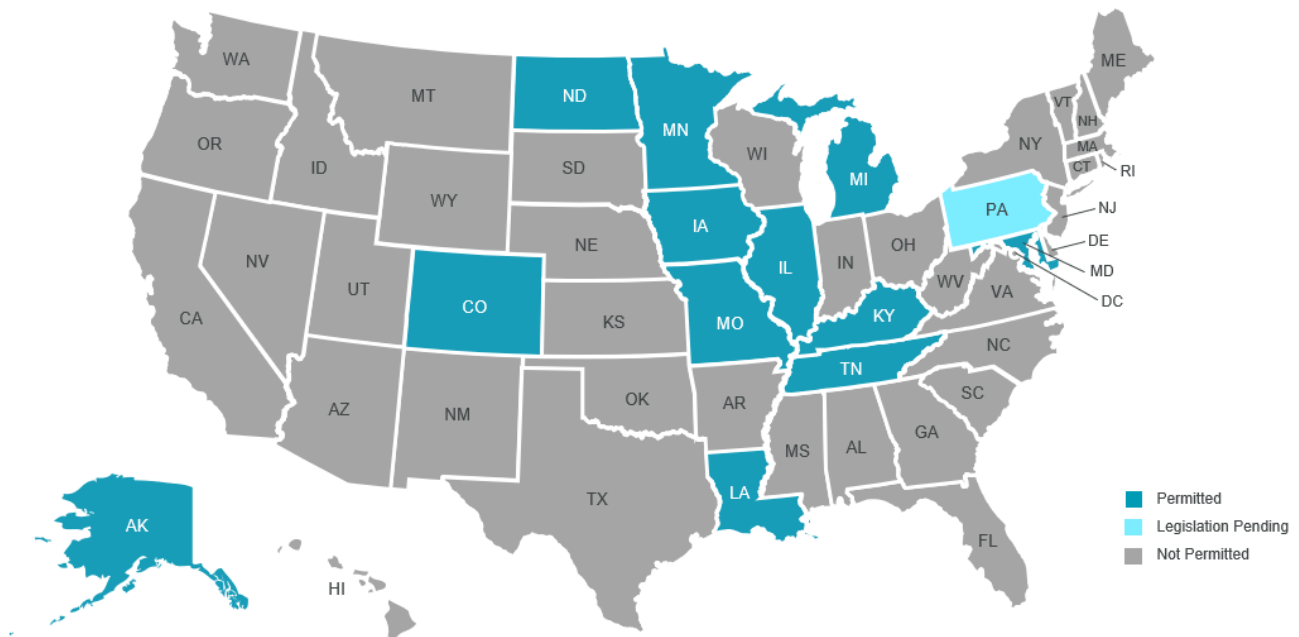 WA
MT
ND
MN
ME
VT
NH
OR
ID
SD
WI
MI
NY
MA
CT
RI
WY
PA
NJ
NE
IA
DE
NV
UT
CO
IL
IN
OH
MD
WV
VA
DC
CA
KS
MO
KY
NC
TN
AZ
NM
OK
AR
SC
MS
AL
GA
TX
LA
FL
AK
HI
Permitted
Legislation Pending
Not Permitted